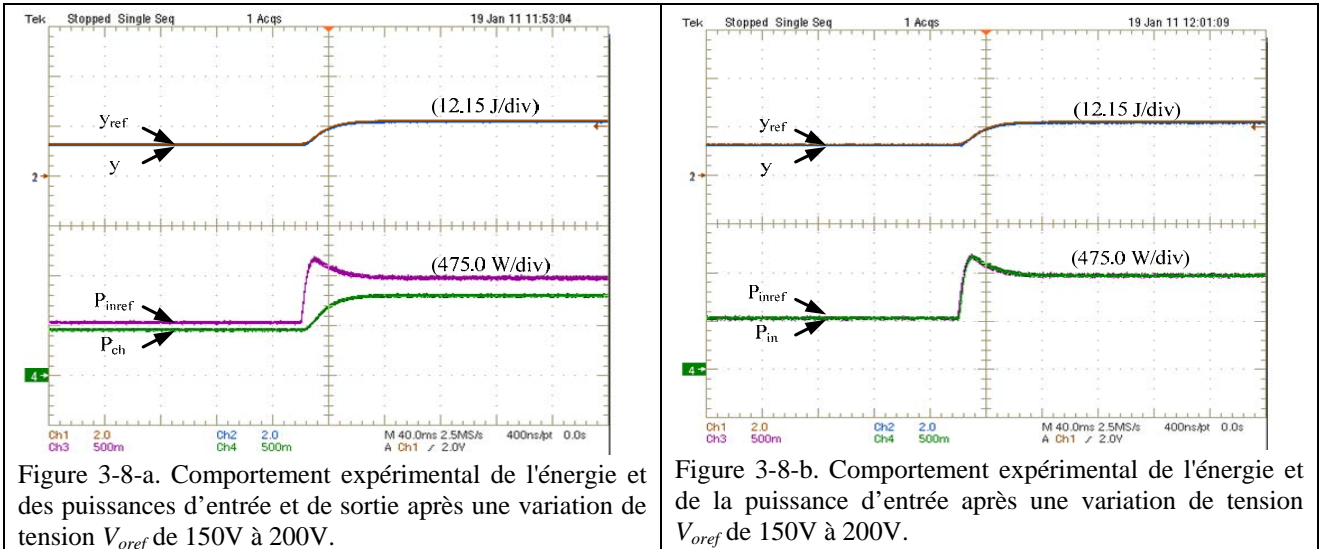 Tek Stopped Single Seq 1 Acqs 19 Jan 11 11:53:04
(12.15 J/div)
yref
y
2
(475.0 W/div)
Pinref
Pch
4
Ch1 2.0 Ch2 2.0 M 40.0ms 2.5MS/s 400ns/pt 0.0s
Ch3 500m Ch4 500m A Ch1 / 2.0V
Figure 3-8-a. Comportement expérimental de l'énergie et
des puissances d'entrée et de sortie après une variation de
tension Voref de 150V à 200V.
Tek Stopped Single Seq 1 Acqs 19 Jan 11 12:01:09
(12.15 J/div)
yref
y
2
(475.0 W/div)
Pinref
Pin
4
Ch1 2.0 Ch2 2.0 M 40.0ms 2.5MS/s 400ns/pt 0.0s
Ch3 500m Ch4 500m A Ch1 / 2.0V
Figure 3-8-b. Comportement expérimental de l'énergie et
de la puissance d'entrée après une variation de tension
Voref de 150V à 200V.